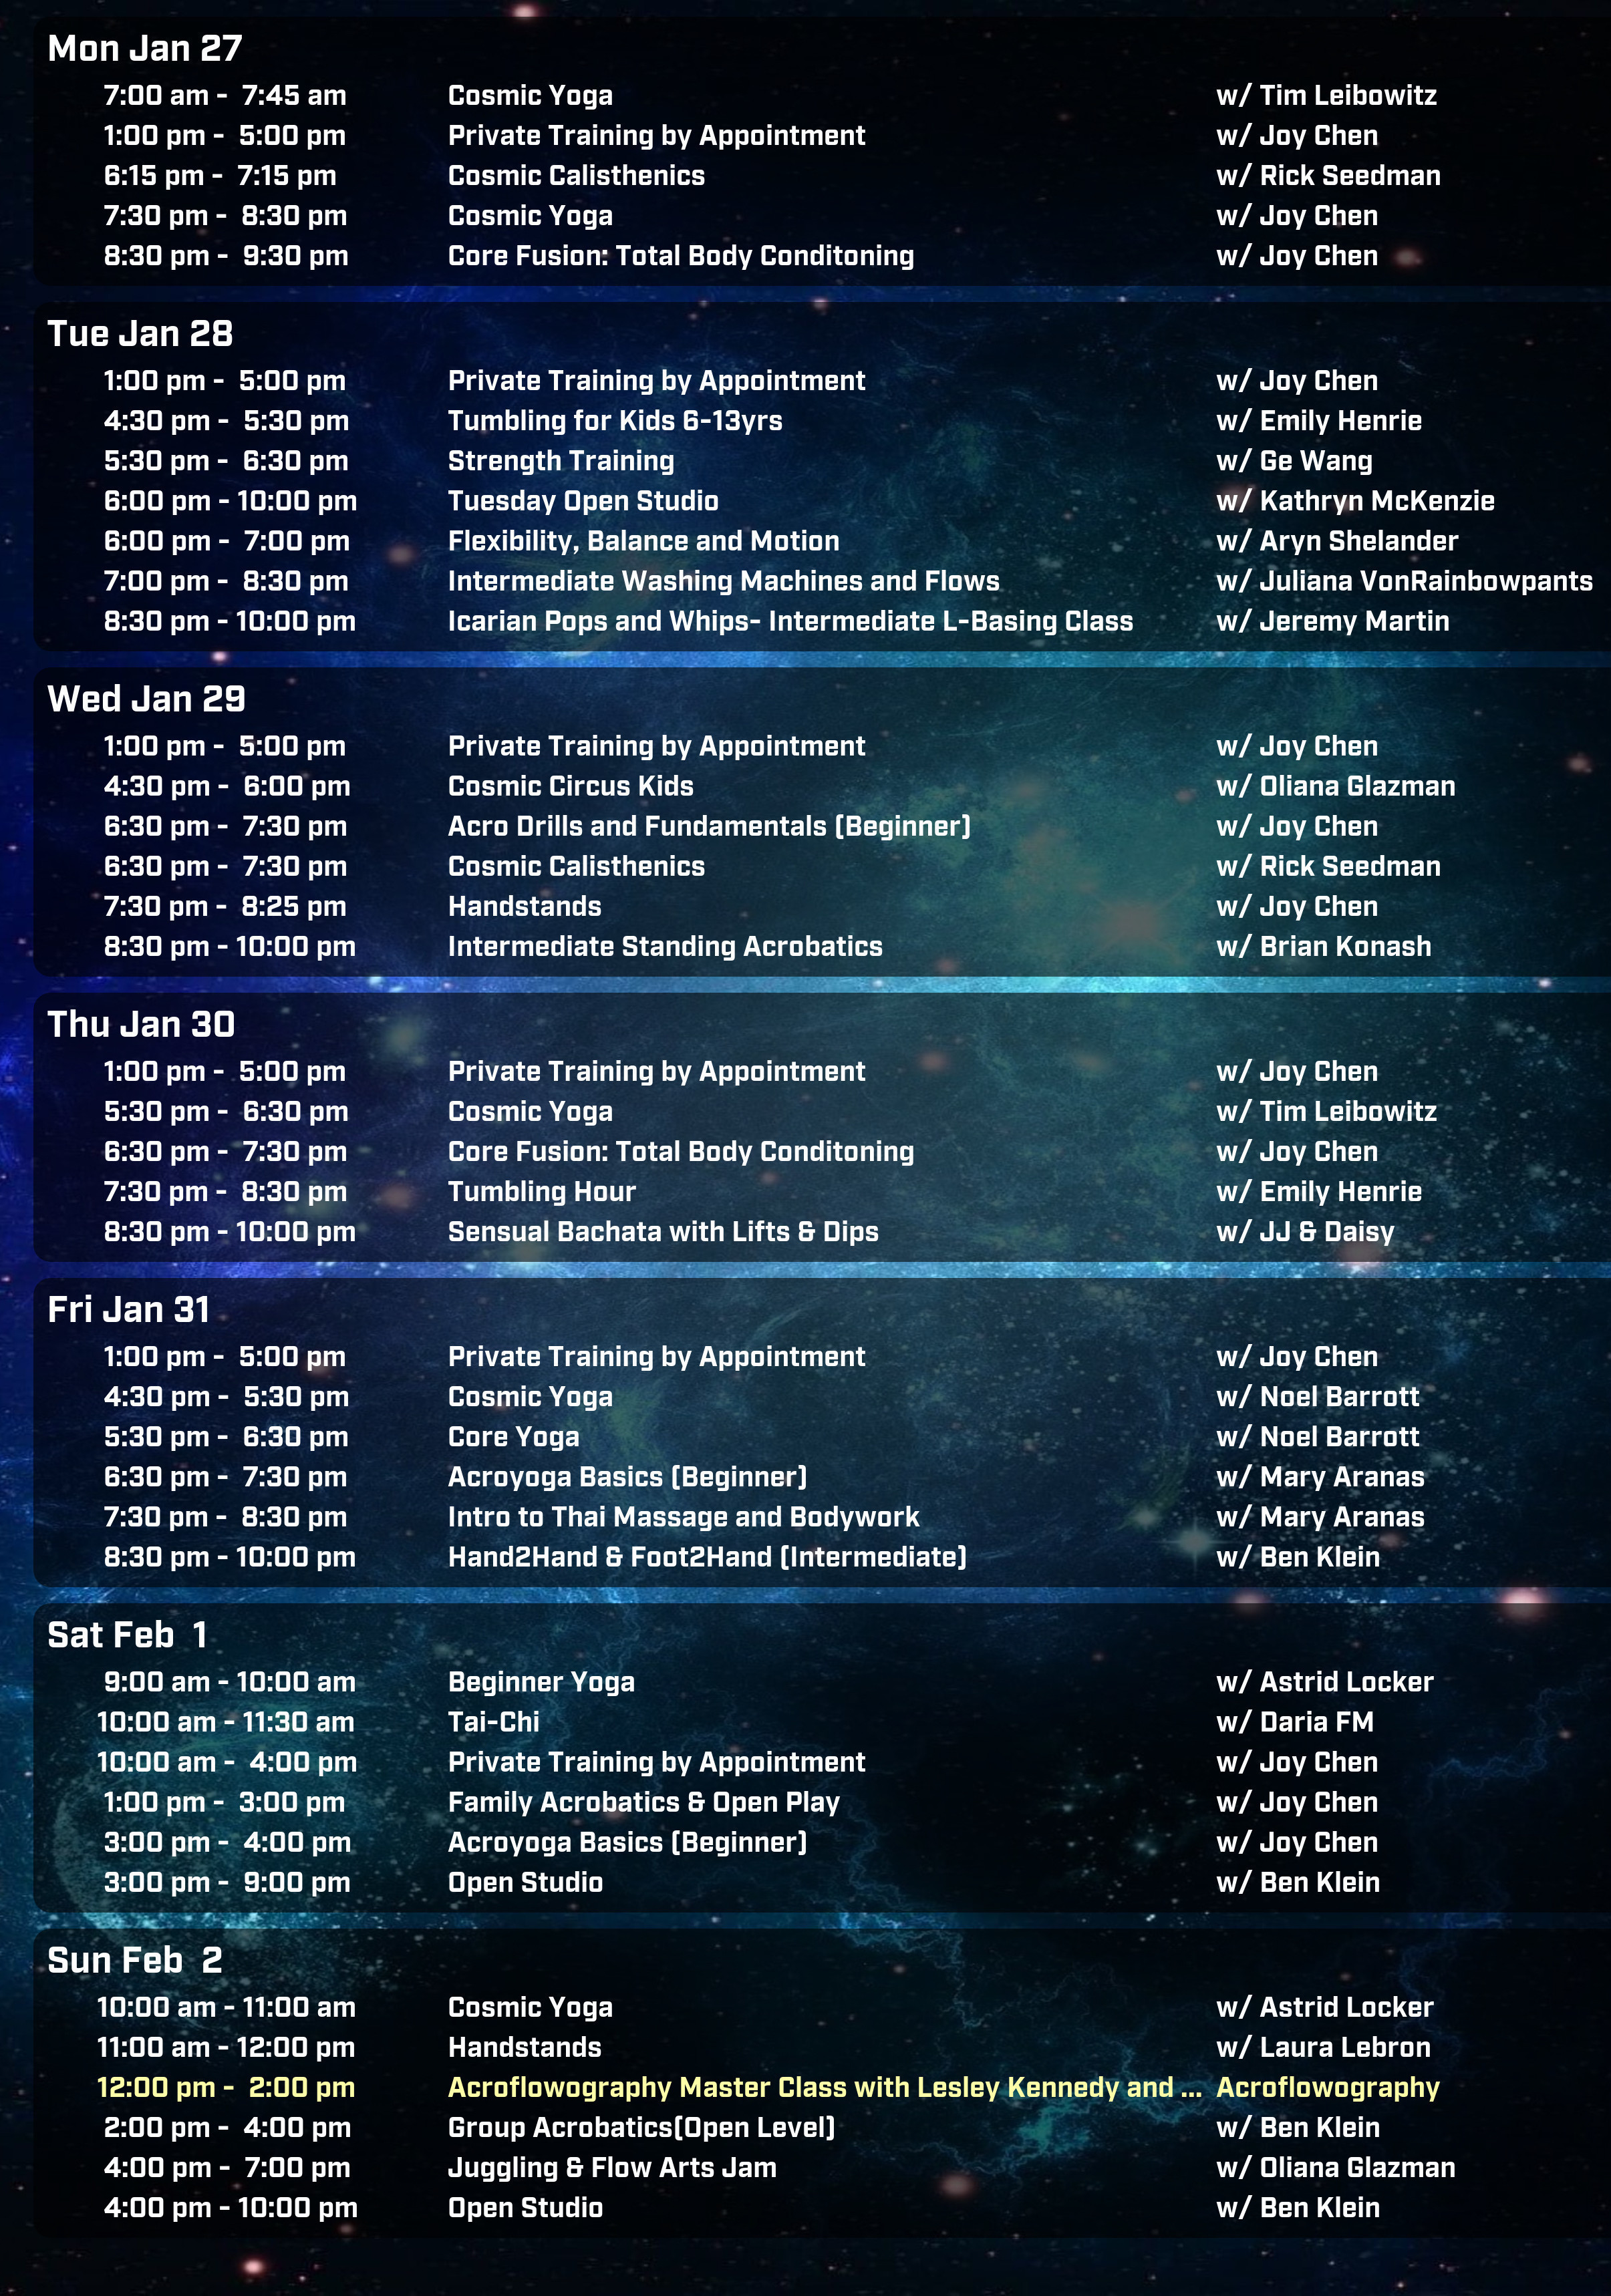 Mon Jan 27
7:00 am - 7:45 am Cosmic Yoga w/ Tim Leibowitz
1:00 pm - 5:00 pm Private Training by Appointment w/ Joy Chen
6:15 pm - 7:15 pm Cosmic Calisthenics w/ Rick Seedman
7:30 pm - 8:30 pm Cosmic Yoga w/ Joy Chen
8:30 pm - 9:30 pm Core Fusion: Total Body Conditoning w/ Joy Chen
Tue Jan 28
1:00 pm - 5:00 pm Private Training by Appointment w/ Joy Chen
4:30 pm - 5:30 pm Tumbling for Kids 6-13yrs w/ Emily Henrie
5:30 pm - 6:30 pm Strength Training w/ Ge Wang
6:00 pm - 10:00 pm Tuesday Open Studio w/ Kathryn McKenzie
6:00 pm - 7:00 pm Flexibility, Balance and Motion w/ Aryn Shelander
7:00 pm - 8:30 pm Intermediate Washing Machines and Flows w/ Juliana VonRainbowpants
8:30 pm - 10:00 pm Icarian Pops and Whips- Intermediate L-Basing Class w/ Jeremy Martin
Wed Jan 29
1:00 pm - 5:00 pm Private Training by Appointment w/ Joy Chen
4:30 pm - 6:00 pm Cosmic Circus Kids w/ Oliana Glazman
6:30 pm - 7:30 pm Acro Drills and Fundamentals (Beginner) w/ Joy Chen
6:30 pm - 7:30 pm Cosmic Calisthenics w/ Rick Seedman
7:30 pm - 8:25 pm Handstands w/ Joy Chen
8:30 pm - 10:00 pm Intermediate Standing Acrobatics w/ Brian Konash
Thu Jan 30
1:00 pm - 5:00 pm Private Training by Appointment w/ Joy Chen
5:30 pm - 6:30 pm Cosmic Yoga w/ Tim Leibowitz
6:30 pm - 7:30 pm Core Fusion: Total Body Conditoning w/ Joy Chen
7:30 pm - 8:30 pm Tumbling Hour w/ Emily Henrie
8:30 pm - 10:00 pm Sensual Bachata with Lifts & Dips w/ JJ & Daisy
Fri Jan 31
1:00 pm - 5:00 pm Private Training by Appointment w/ Joy Chen
4:30 pm - 5:30 pm Cosmic Yoga w/ Noel Barrott
5:30 pm - 6:30 pm Core Yoga w/ Noel Barrott
6:30 pm - 7:30 pm Acroyoga Basics (Beginner) w/ Mary Aranas
7:30 pm - 8:30 pm Intro to Thai Massage and Bodywork w/ Mary Aranas
8:30 pm - 10:00 pm Hand2Hand & Foot2Hand (Intermediate) w/ Ben Klein
Sat Feb 1
9:00 am - 10:00 am Beginner Yoga w/ Astrid Locker
10:00 am - 11:30 am Tai-Chi w/ Daria FM
10:00 am - 4:00 pm Private Training by Appointment w/ Joy Chen
1:00 pm - 3:00 pm Family Acrobatics & Open Play w/ Joy Chen
3:00 pm - 4:00 pm Acroyoga Basics (Beginner) w/ Joy Chen
3:00 pm - 9:00 pm Open Studio w/ Ben Klein
Sun Feb 2
10:00 am - 11:00 am Cosmic Yoga w/ Astrid Locker
11:00 am - 12:00 pm Handstands w/ Laura Lebron
12:00 pm - 2:00 pm Acroflowography Master Class with Lesley Kennedy and ... Acroflowography
2:00 pm - 4:00 pm Group Acrobatics(Open Level) w/ Ben Klein
4:00 pm - 7:00 pm Juggling & Flow Arts Jam w/ Oliana Glazman
4:00 pm - 10:00 pm Open Studio w/ Ben Klein